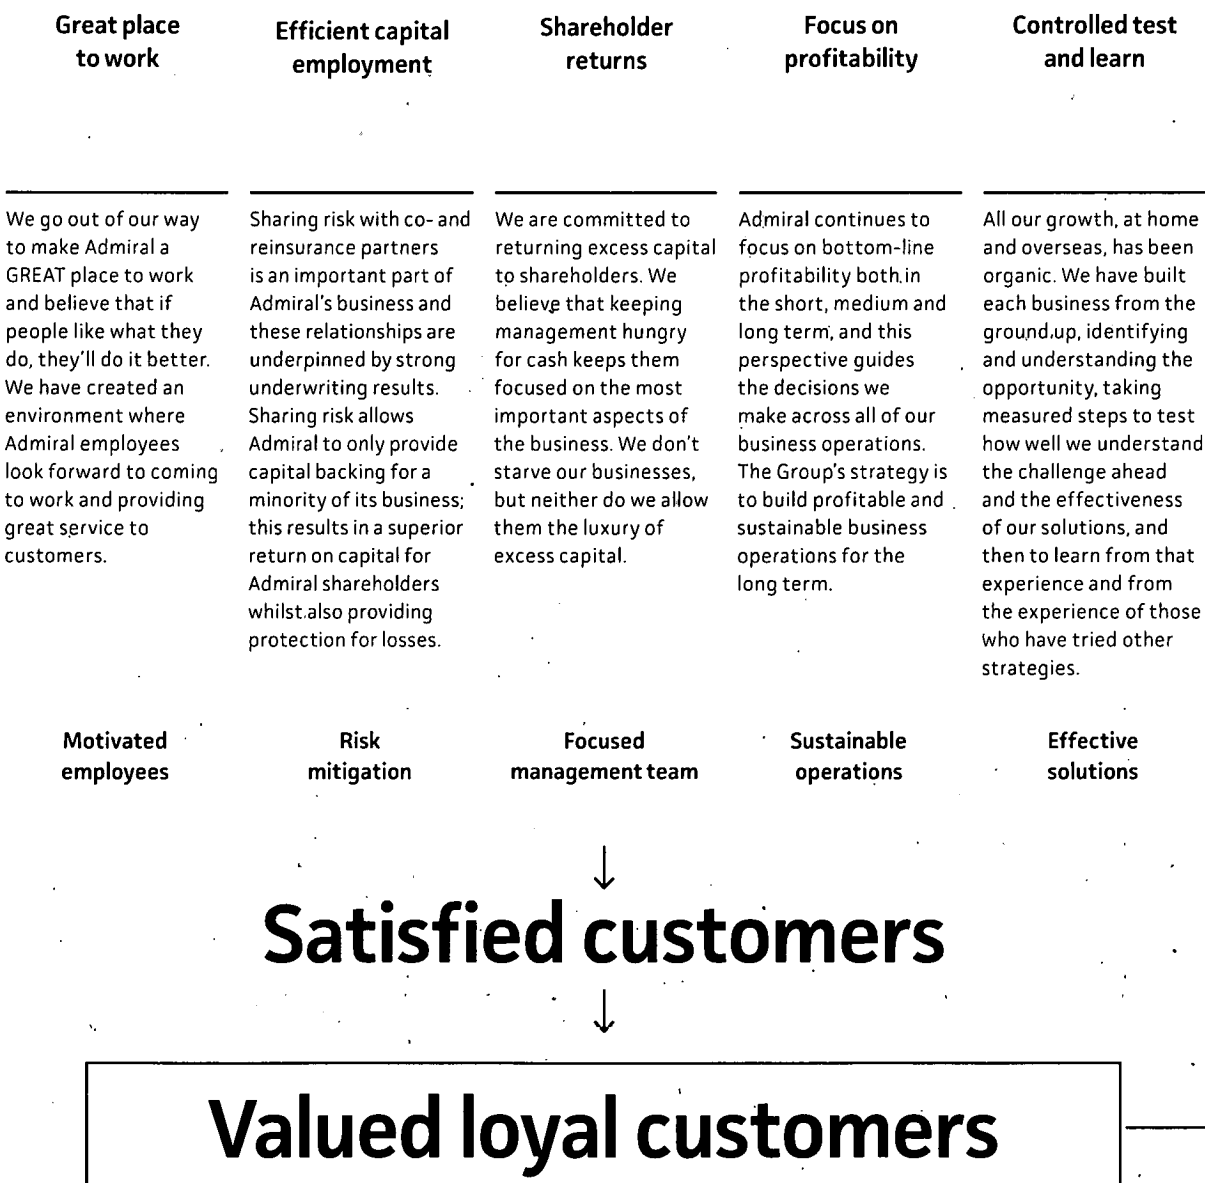 Great place
to work
Efficient capital
employment
Shareholder
returns
Focus on
profitability
Controlled test
and learn
We go out of our way
to make Admiral a
GREAT place to work
and believe that if
people like what they
do, they'll do it better.
We have created an
environment where
Admiral employees
look forward to coming
to work and providing
great service to
customers.
Sharing risk with co- and
reinsurance partners
is an important part of
Admiral's business and
these relationships are
underpinned by strong
underwriting results.
Sharing risk allows
Admiral to only provide
capital backing for a
minority of its business;
this results in a superior
return on capital for
Admiral shareholders
whilst also providing
protection for losses.
We are committed to
returning excess capital
to shareholders. We
believe that keeping
management hungry
for cash keeps them
focused on the most
important aspects of
the business. We don't
starve our businesses,
but neither do we allow
them the luxury of
excess capital.
Admiral continues to
focus on bottom-line
profitability both in
the short, medium and
long term, and this
perspective guides
the decisions we
make across all of our
business operations.
The Group's strategy is
to build profitable and
sustainable business
operations for the
long term.
All our growth, at home
and overseas, has been
organic. We have built
each business from the
ground up, identifying
and understanding the
opportunity, taking
measured steps to test
how well we understand
the challenge ahead
and the effectiveness
of our solutions, and
then to learn from that
experience and from
the experience of those
who have tried other
strategies.
Motivated
employees
Risk
mitigation
Focused
management team
Sustainable
operations
Effective
solutions
Satisfied customers
Valued loyal customers